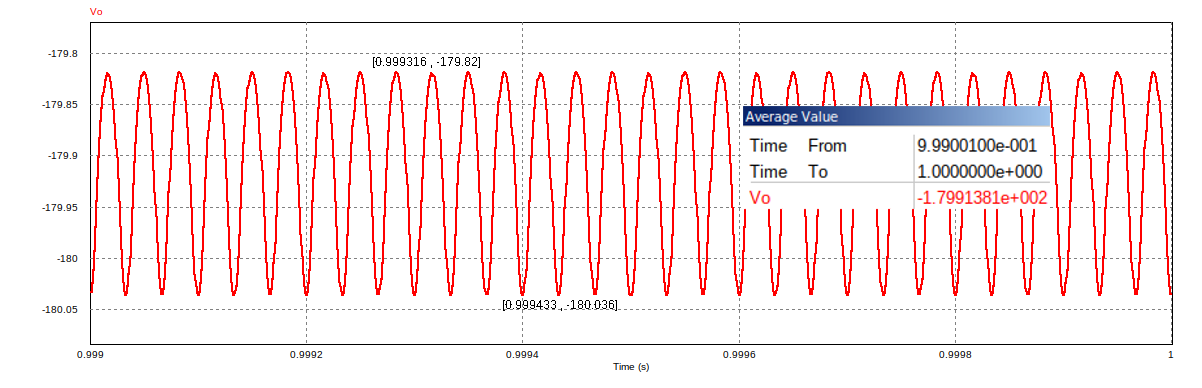 Vo
-179.8
[0.999316 , -179.82]
-179.85
Average Value
Time From 9.9900100e-001
-179.9
Time To 1.0000000e+000
Vo -1.7991381e+002
-179.95
-180
[0.999433 , -180.036]
-180.05
0.999 0.9992 0.9994 0.9996 0.9998 1
Time (s)